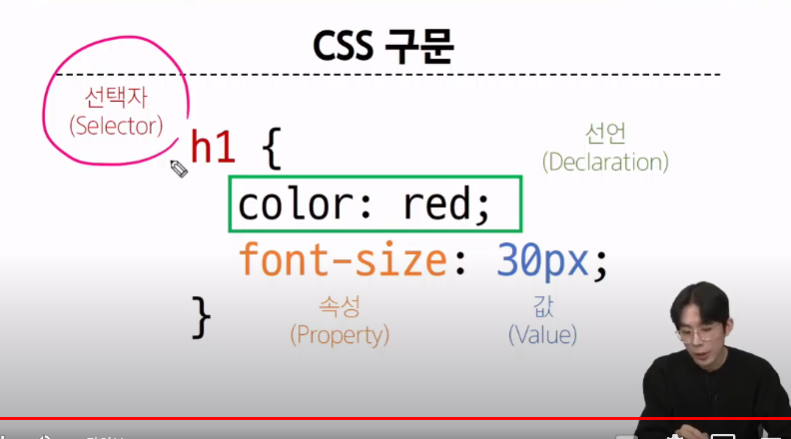 CSS 구문
선택자
(Selector)
h1 {
선언
(Declaration)
color: red;
font-size: 30px;
}
속성
(Property)
값
(Value)